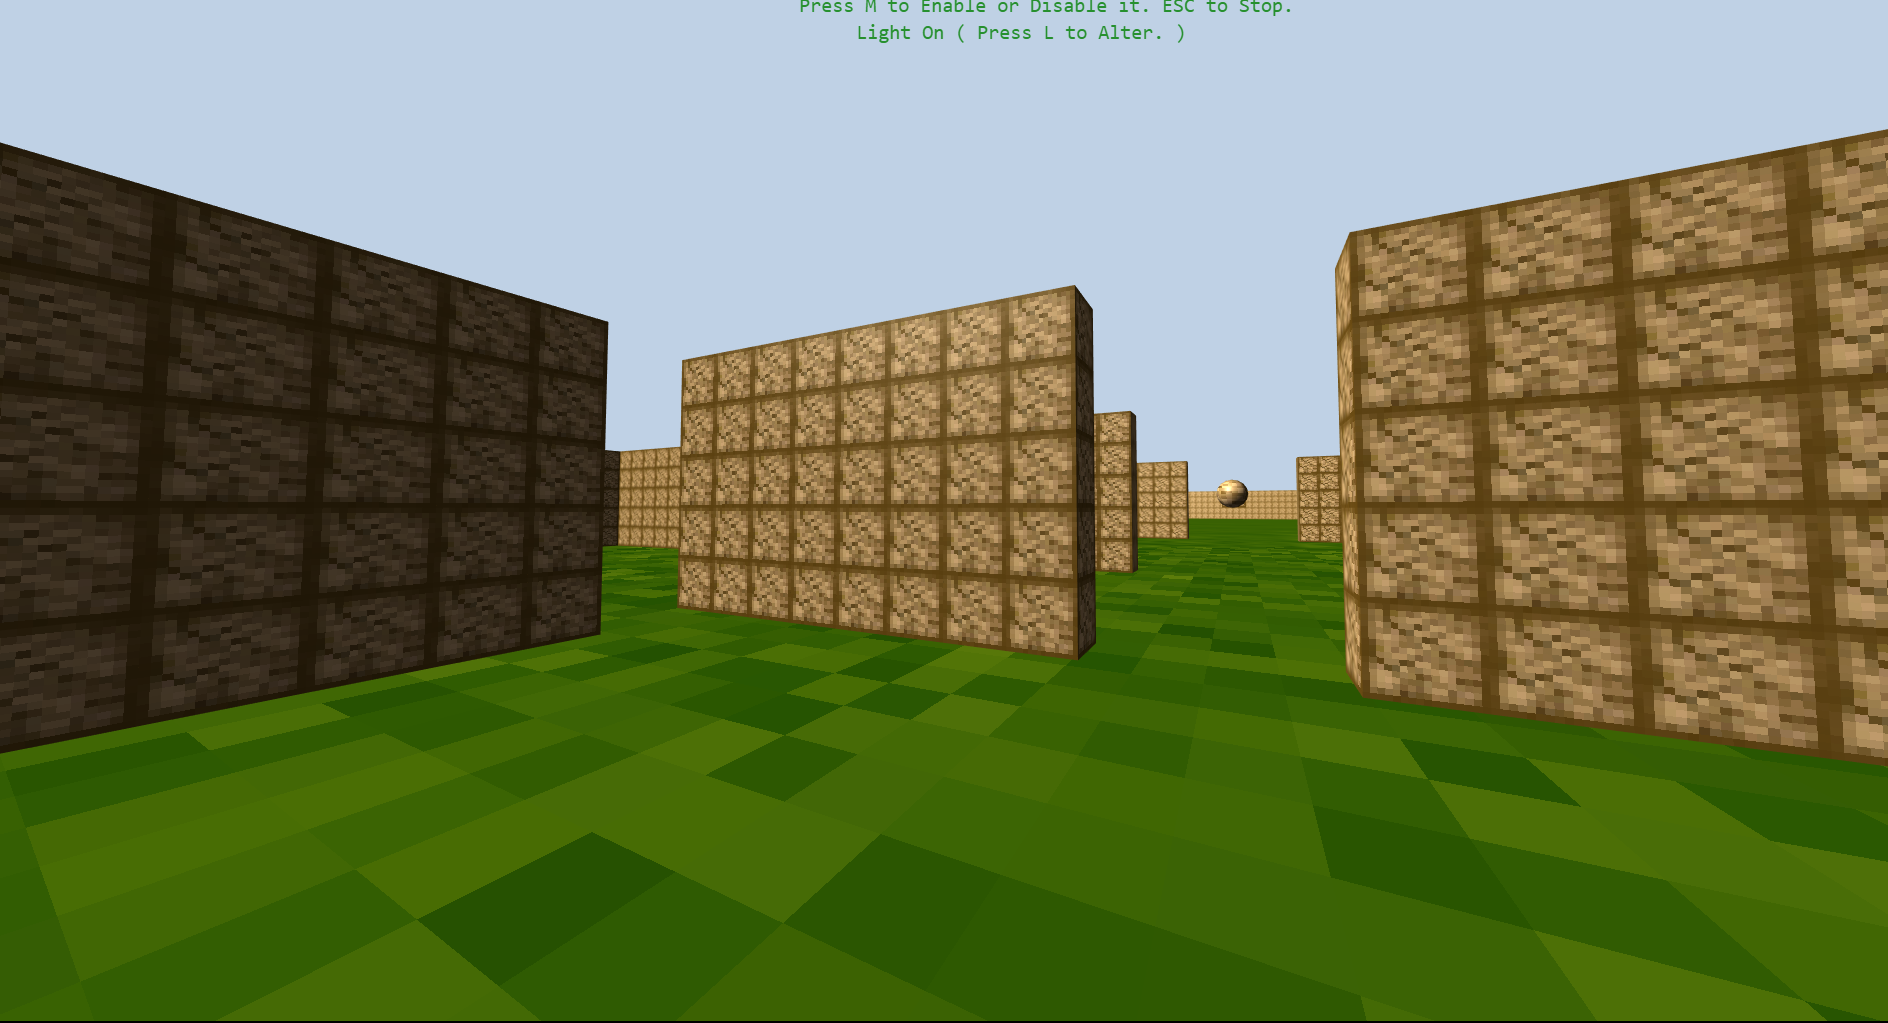 Press M to Enable or Disable it. ESC to Stop.
Light On ( Press L to Alter. )